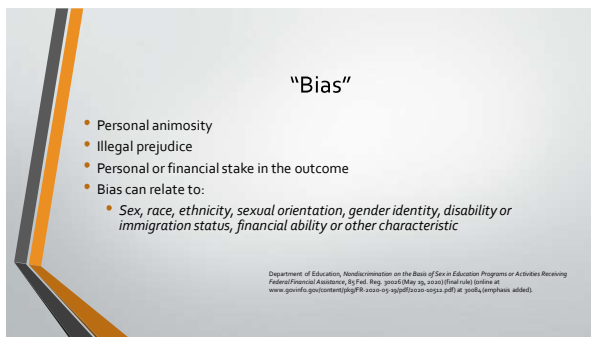 “Bias”
Personal animosity
Illegal prejudice
Personal or financial stake in the outcome
Bias can relate to:
Sex, race, ethnicity, sexual orientation, gender identity, disability or
immigration status, financial ability or other characteristic
Department of Education, Nondiscrimination on the Basis of Sex in Education Programs or Activities Receiving
Federal Financial Assistance, 85 Fed. Reg. 30026 (May 19, 2020) (final rule) (online at
www.govinfo.gov/content/pkg/FR-2020-05-19/pdf/2020-10512.pdf) at 30084 (emphasis added).